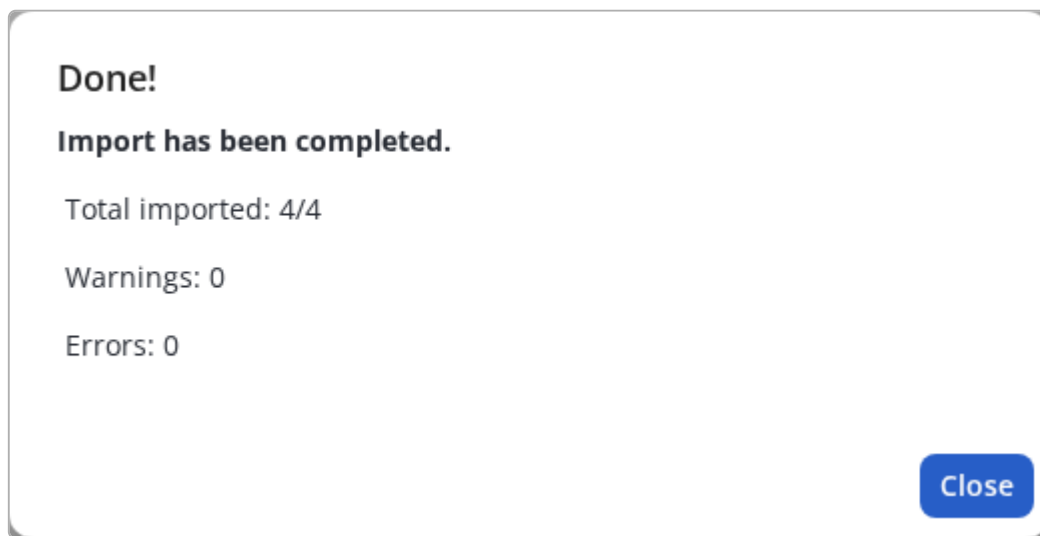 Done!
Import has been completed.
Total imported: 4/4
Warnings: 0
Errors: 0
Close